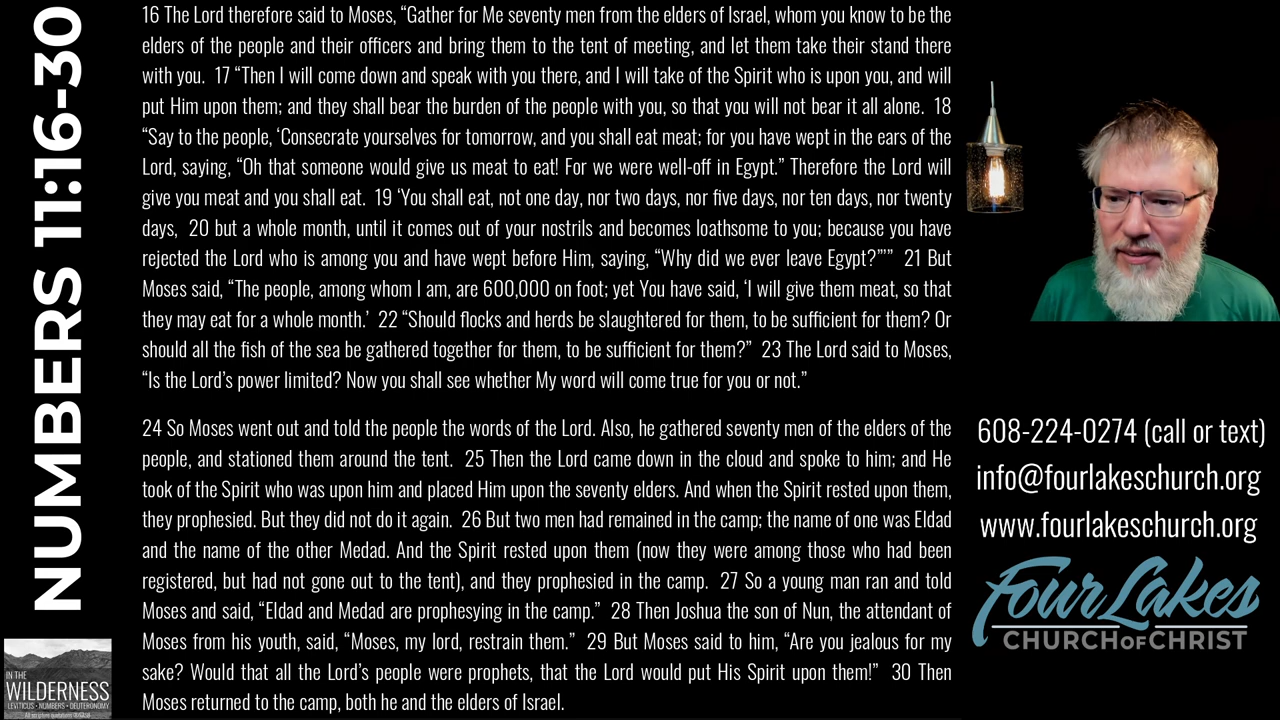 NUMBERS 11:16-30
16 The Lord therefore said to Moses, “Gather for Me seventy men from the elders of Israel, whom you know to be the
elders of the people and their officers and bring them to the tent of meeting, and let them take their stand there
with you. 17 “Then I will come down and speak with you there, and I will take of the Spirit who is upon you, and will
put Him upon them; and they shall bear the burden of the people with you, so that you will not bear it all alone. 18
“Say to the people, ‘Consecrate yourselves for tomorrow, and you shall eat meat; for you have wept in the ears of the
Lord, saying, “Oh that someone would give us meat to eat! For we were well-off in Egypt.” Therefore the Lord will
give you meat and you shall eat. 19 ‘You shall eat, not one day, nor two days, nor five days, nor ten days, nor twenty
days, 20 but a whole month, until it comes out of your nostrils and becomes loathsome to you; because you have
rejected the Lord who is among you and have wept before Him, saying, “Why did we ever leave Egypt?”’” 21 But
Moses said, “The people, among whom I am, are 600,000 on foot; yet You have said, ‘I will give them meat, so that
they may eat for a whole month.’ 22 “Should flocks and herds be slaughtered for them, to be sufficient for them? Or
should all the fish of the sea be gathered together for them, to be sufficient for them?” 23 The Lord said to Moses,
“Is the Lord’s power limited? Now you shall see whether My word will come true for you or not.”
24 So Moses went out and told the people the words of the Lord. Also, he gathered seventy men of the elders of the
people, and stationed them around the tent. 25 Then the Lord came down in the cloud and spoke to him; and He
took of the Spirit who was upon him and placed Him upon the seventy elders. And when the Spirit rested upon them,
they prophesied. But they did not do it again. 26 But two men had remained in the camp; the name of one was Eldad
and the name of the other Medad. And the Spirit rested upon them (now they were among those who had been
registered, but had not gone out to the tent), and they prophesied in the camp. 27 So a young man ran and told
Moses and said, “Eldad and Medad are prophesying in the camp.” 28 Then Joshua the son of Nun, the attendant of
Moses from his youth, said, “Moses, my lord, restrain them.” 29 But Moses said to him, “Are you jealous for my
sake? Would that all the Lord’s people were prophets, that the Lord would put His Spirit upon them!” 30 Then
Moses returned to the camp, both he and the elders of Israel.
608-224-0274 (call or text)
info@fourlakeschurch.org
www.fourlakeschurch.org
Four Lakes
CHURCH OF CHRIST
IN THE
WILDERNESS
LEVITICUS • NUMBERS • DEUTERONOMY